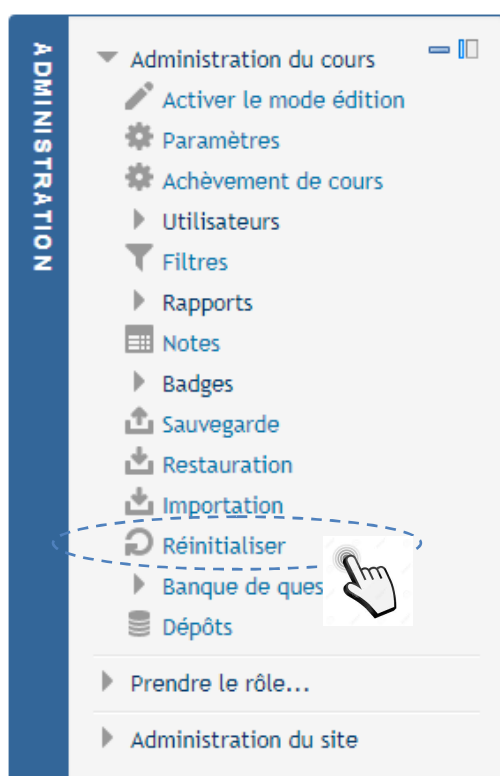 ADMINISTRATION
Administration du cours
Activer le mode édition
Paramètres
Achèvement de cours
Utilisateurs
Filtres
Rapports
Notes
Badges
Sauvegarde
Restauration
Importation
Réinitialiser
Banque de ques
Dépôts
Prendre le rôle...
Administration du site